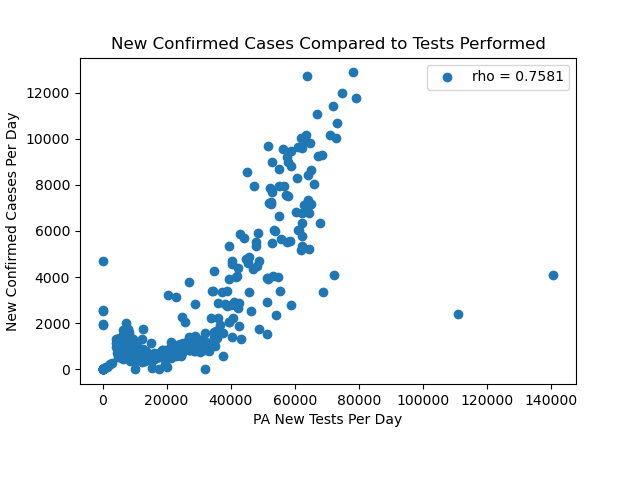 New Confirmed Cases Compared to Tests Performed
rho = 0.7581
New Confirmed Caeses Per Day
12000
10000
8000
6000
4000
2000
0
0 20000 40000 60000 80000 100000 120000 140000
PA New Tests Per Day